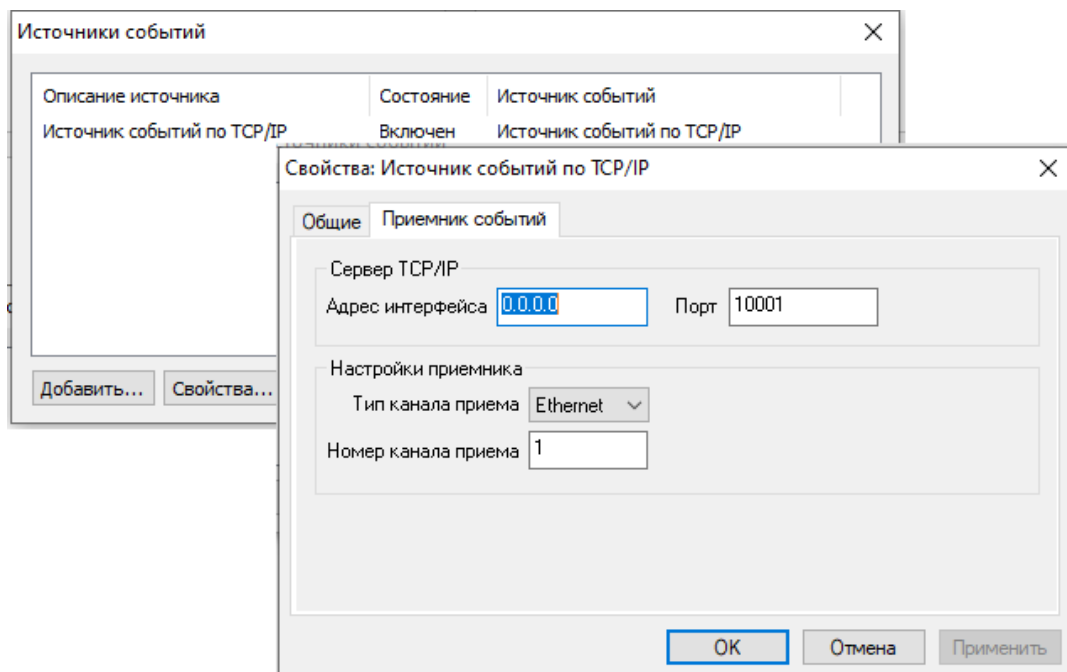 Источники событий
Описание источника Состояние Источник событий
Источник событий по TCP/IP Включен Источник событий по TCP/IP
Добавить... Свойства...
Свойства: Источник событий по TCP/IP
Общие Приемник событий
Сервер TCP/IP
Адрес интерфейса 0.0.0.0 Порт 10001
Настройки приемника
Тип канала приема Ethernet
Номер канала приема 1
OK Отмена Применить